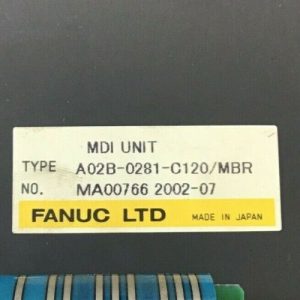 MDI UNIT
TYPE A02B-0281-C120/MBR
NO. MA00766 2002-07
FANUC LTD MADE IN JAPAN